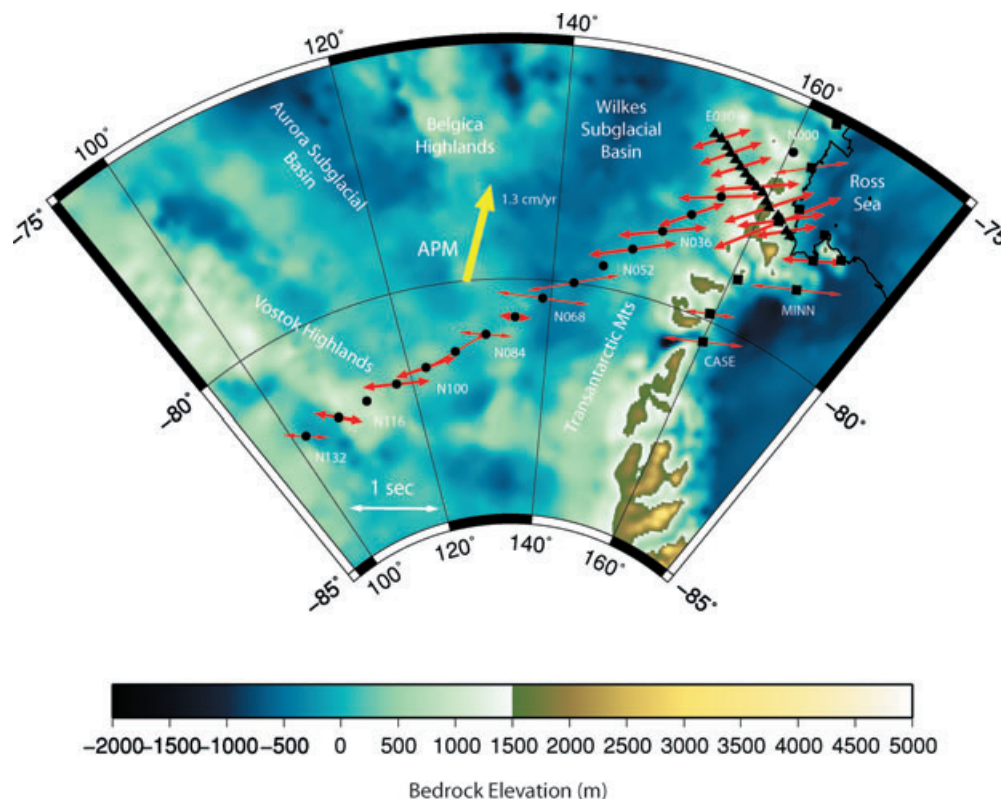 140˚
120˚
160˚
100˚
Aurora Subglacial
Basin
Belgica
Highlands
Wilkes
Subglacial
Basin
E030
N000
Ross
Sea
−75˚
−75˚
1.3 cm/yr
APM
N036
N052
N068
MINN
Vostok Highlands
N084
CASE
N100
Transantarctic Mts
−80˚
−80˚
N116
N132
1 sec
120˚
140˚
160˚
100˚
−85˚
−85˚
−2000−1500−1000 −500 0 500 1000 1500 2000 2500 3000 3500 4000 4500 5000
Bedrock Elevation (m)